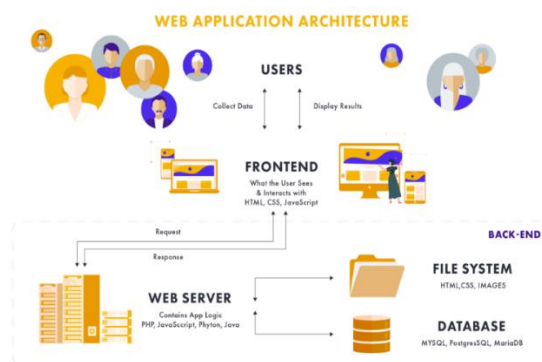 WEB APPLICATION ARCHITECTURE
USERS
Collect Data
Display Results
FRONTEND
What the User Sees
& Interacts with
HTML, CSS, JavaScript
Request
Response
BACK-END
WEB SERVER
Contains App Logic
PHP, JavaSccript, Phyton, Java
FILE SYSTEM
HTML,CSS, IMAGES
DATABASE
MYSQL, PostgresSQL, MariaDB